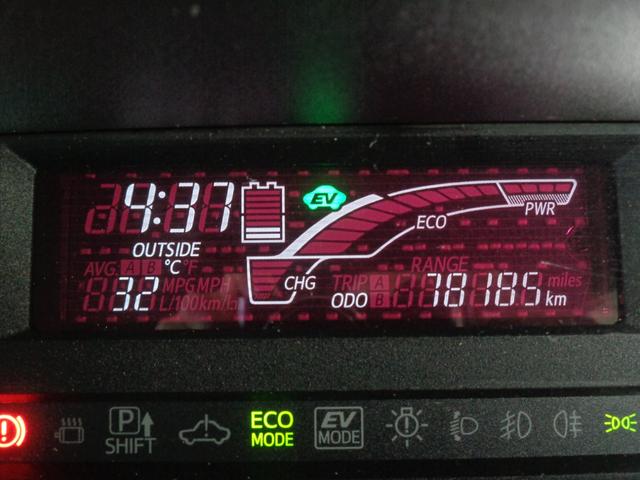 4:37
EV
PWR
ECO
OUTSIDE
AVG. A B °C °F
CHG
RANGE
32 MPG MPH
L/100km/h
TRIP A
miles
ODO B 78185 km
P
SHIFT
ECO
MODE
EV
MODE